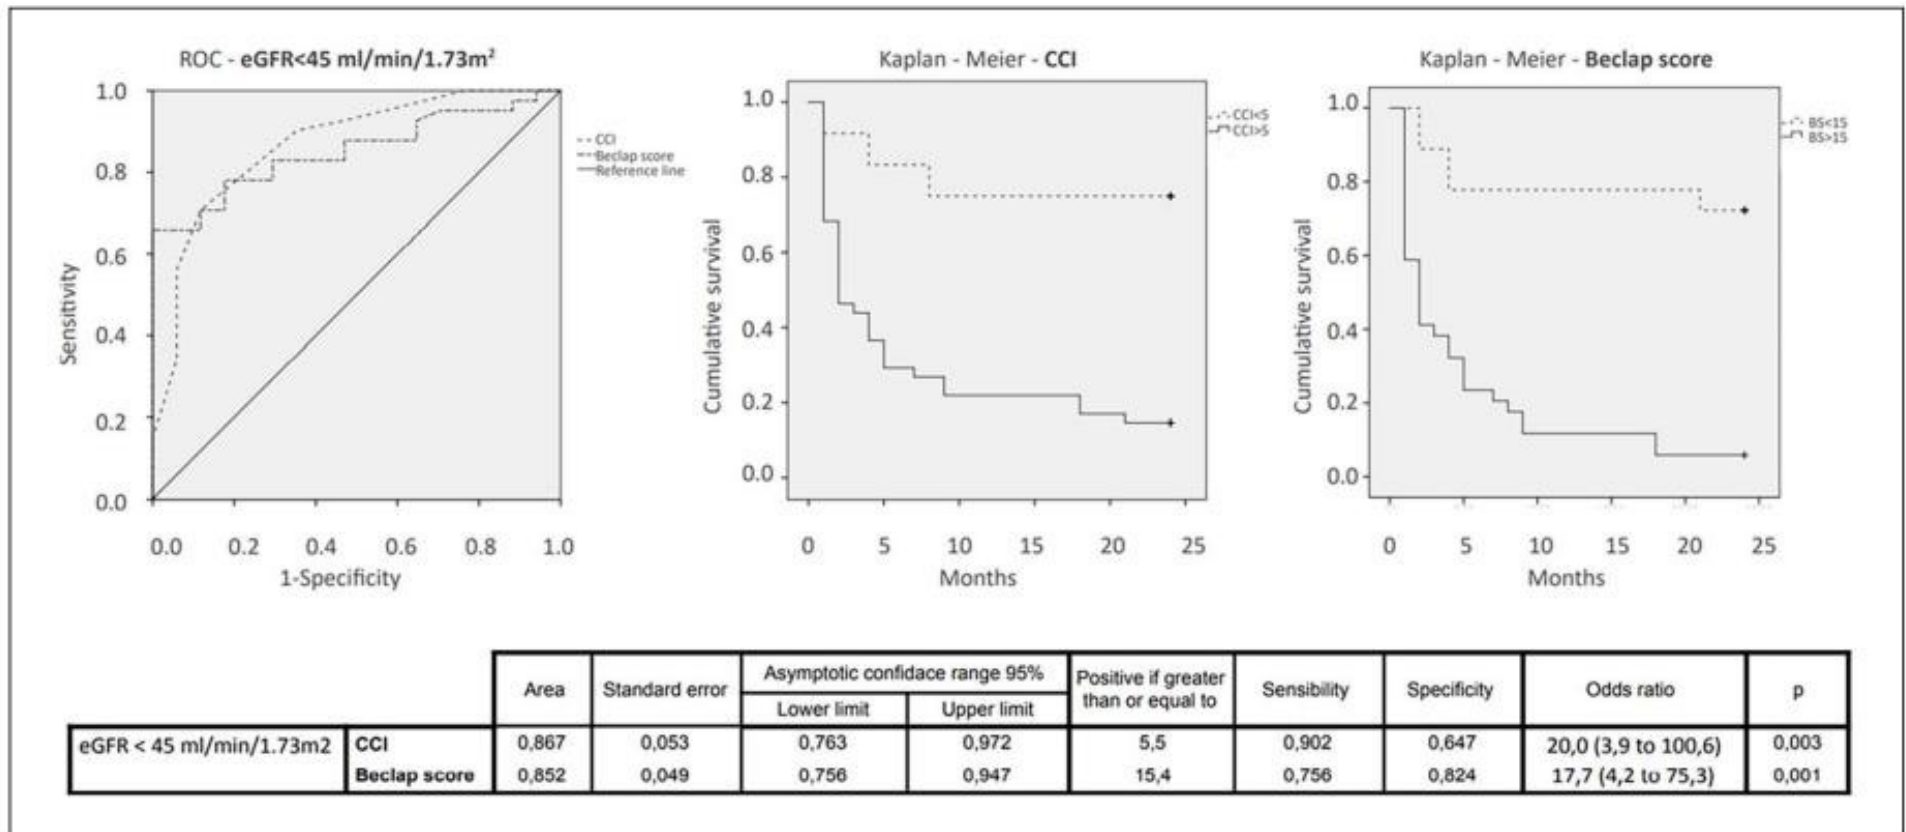 ROC - eGFR<45 ml/min/1.73m²
1.0
0.8
0.6
0.4
0.2
0.0
Sensitivity
0.0 0.2 0.4 0.6 0.8 1.0
1-Specificity
CCI
Beclap score
Reference line
Kaplan - Meier - CCI
1.0
0.8
0.6
0.4
0.2
0.0
Cumulative survival
0 5 10 15 20 25
Months
CCI<5
CCI>5
Kaplan - Meier - Beclap score
1.0
0.8
0.6
0.4
0.2
0.0
Cumulative survival
0 5 10 15 20 25
Months
BS<15
BS>15
Area Standard error Asymptotic confidace range 95% Positive if greater than or equal to Sensibility Specificity Odds ratio p
Lower limit Upper limit
eGFR < 45 ml/min/1.73m2 CCI 0,867 0,053 0,763 0,972 5,5 0,902 0,647 20,0 (3,9 to 100,6) 0,003
Beclap score 0,852 0,049 0,756 0,947 15,4 0,756 0,824 17,7 (4,2 to 75,3) 0,001